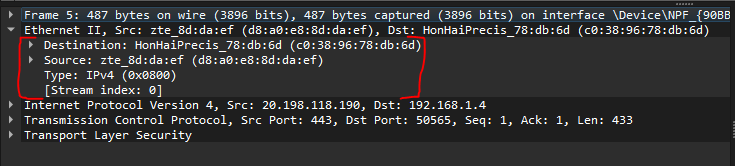 Frame 5: 487 bytes on wire (3896 bits), 487 bytes captured (3896 bits) on interface \Device\NPF_{90BB
Ethernet II, Src: zte_8d:da:ef (d8:a0:e8:8d:da:ef), Dst: HonHaiPrecis_78:db:6d (c0:38:96:78:db:6d)
Destination: HonHaiPrecis_78:db:6d (c0:38:96:78:db:6d)
Source: zte_8d:da:ef (d8:a0:e8:8d:da:ef)
Type: IPv4 (0x0800)
[Stream index: 0]
Internet Protocol Version 4, Src: 20.198.118.190, Dst: 192.168.1.4
Transmission Control Protocol, Src Port: 443, Dst Port: 50565, Seq: 1, Ack: 1, Len: 433
Transport Layer Security